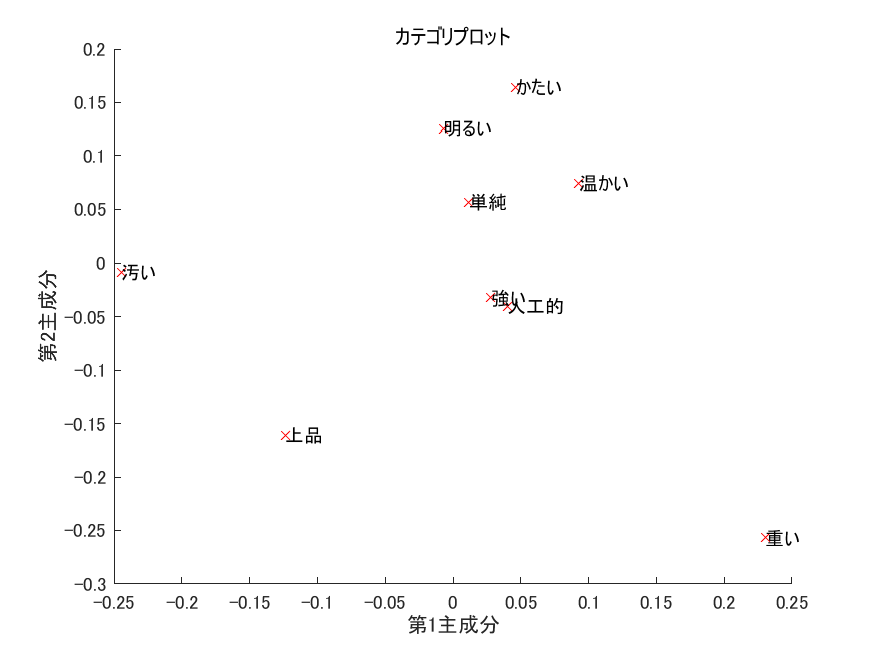 カテゴリプロット
0.2
0.15
0.1
0.05
0
-0.05
-0.1
-0.15
-0.2
-0.25
-0.3
第2主成分
かたい
明るい
温かい
単純
汚い
強い
人工的
上品
重い
-0.25
-0.2
-0.15
-0.1
-0.05
0
0.05
0.1
0.15
0.2
0.25
第1主成分